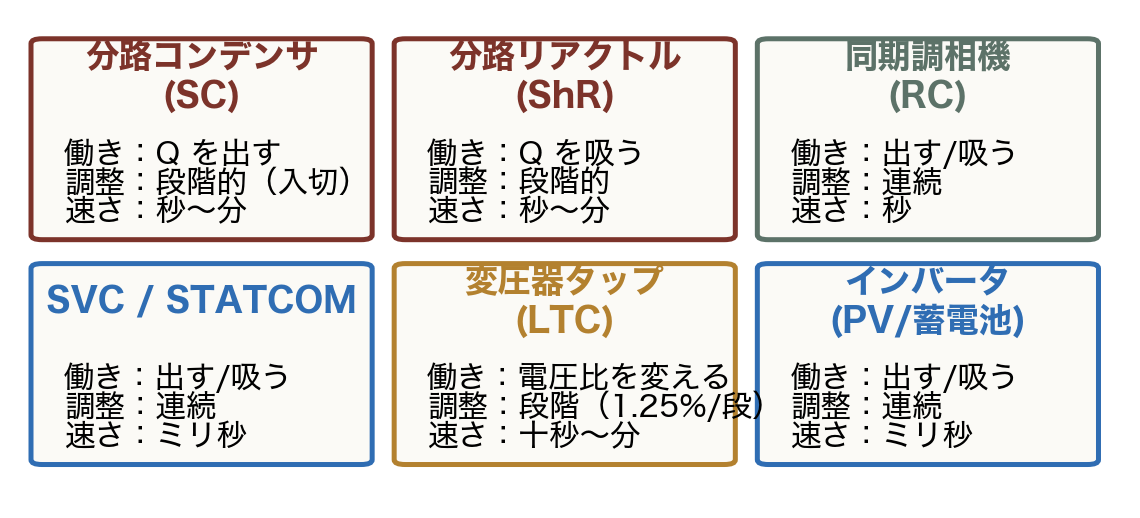 分路コンデンサ
(SC)
働き：Q を出す
調整：段階的（入切）
速さ：秒〜分
分路リアクトル
(ShR)
働き：Q を吸う
調整：段階的
速さ：秒〜分
同期調相機
(RC)
働き：出す/吸う
調整：連続
速さ：秒
SVC / STATCOM
働き：出す/吸う
調整：連続
速さ：ミリ秒
変圧器タップ
(LTC)
働き：電圧比を変える
調整：段階（1.25%/段）
速さ：十秒〜分
インバータ
(PV/蓄電池)
働き：出す/吸う
調整：連続
速さ：ミリ秒